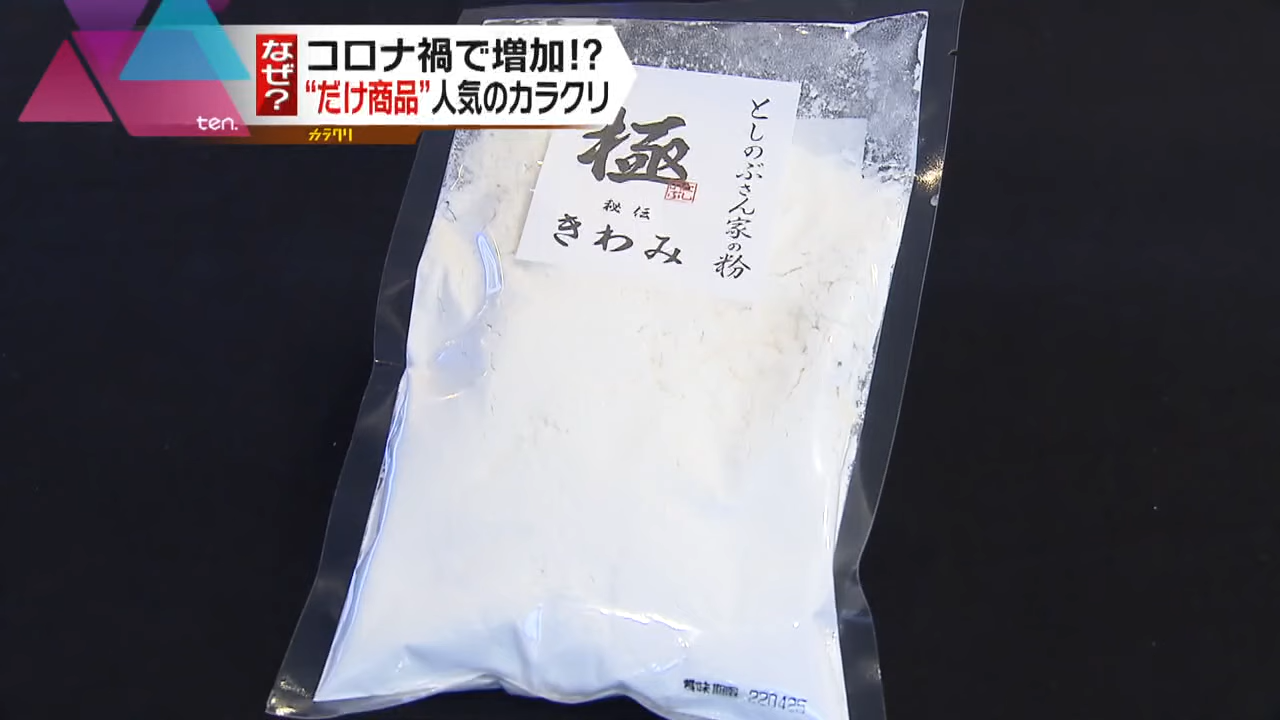 なぜ?
コロナ禍で増加!?
“だけ商品”人気のカラクリ
ten.
カラクリ
としのぶさん家の粉
極
秘伝
きわみ
賞味期限 220425